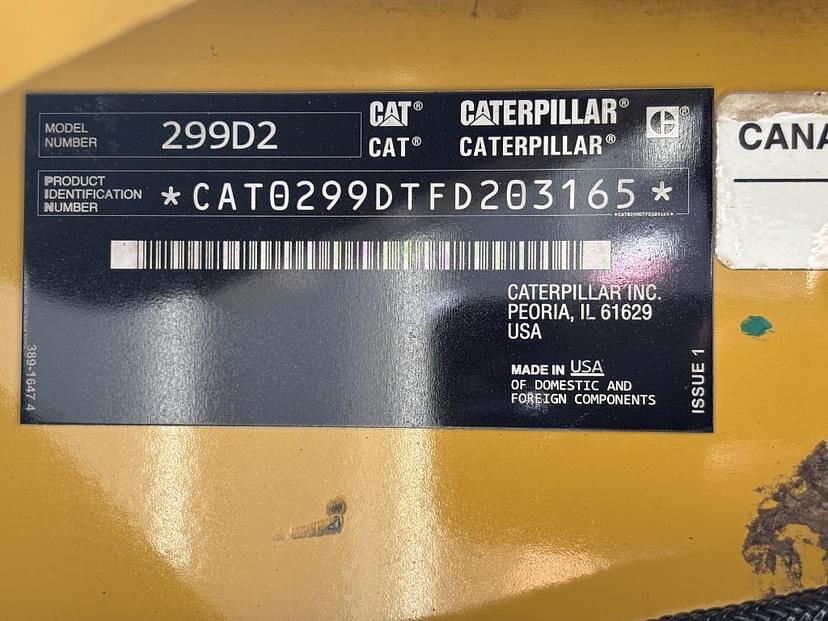 MODEL NUMBER 299D2
CAT® CATERPILLAR®
CAT® CATERPILLAR®
PRODUCT
IDENTIFICATION
NUMBER
*CAT0299DTFD203165*
*CAT0299DTFD203165*
CATERPILLAR INC.
PEORIA, IL 61629
USA
MADE IN USA
OF DOMESTIC AND
FOREIGN COMPONENTS
389-1647 4
ISSUE 1
CANA